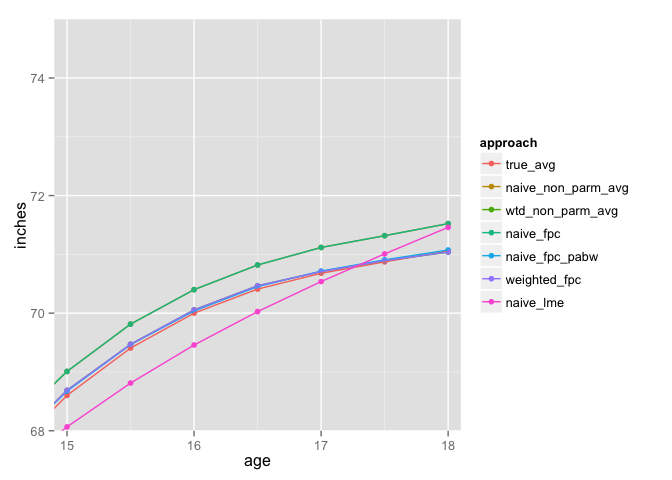 74
72
70
68
inches
15
16
17
18
age
approach
true_avg
naive_non_parm_avg
wtd_non_parm_avg
naive_fpc
naive_fpc_pabw
weighted_fpc
naive_lme